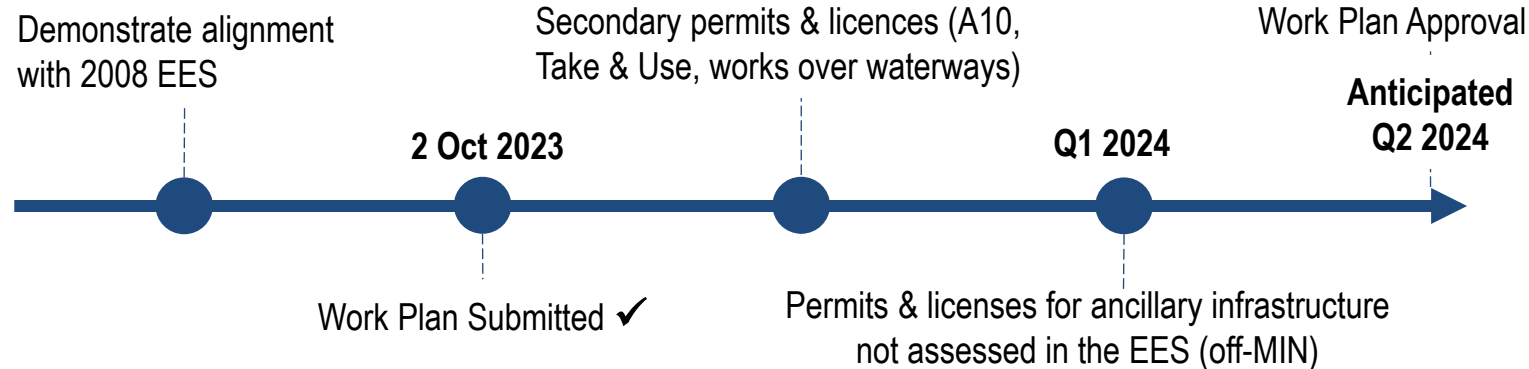 Demonstrate alignment
with 2008 EES
2 Oct 2023
Work Plan Submitted ✓
Secondary permits & licences (A10,
Take & Use, works over waterways)
Q1 2024
Permits & licenses for ancillary infrastructure
not assessed in the EES (off-MIN)
Work Plan Approval
Anticipated
Q2 2024